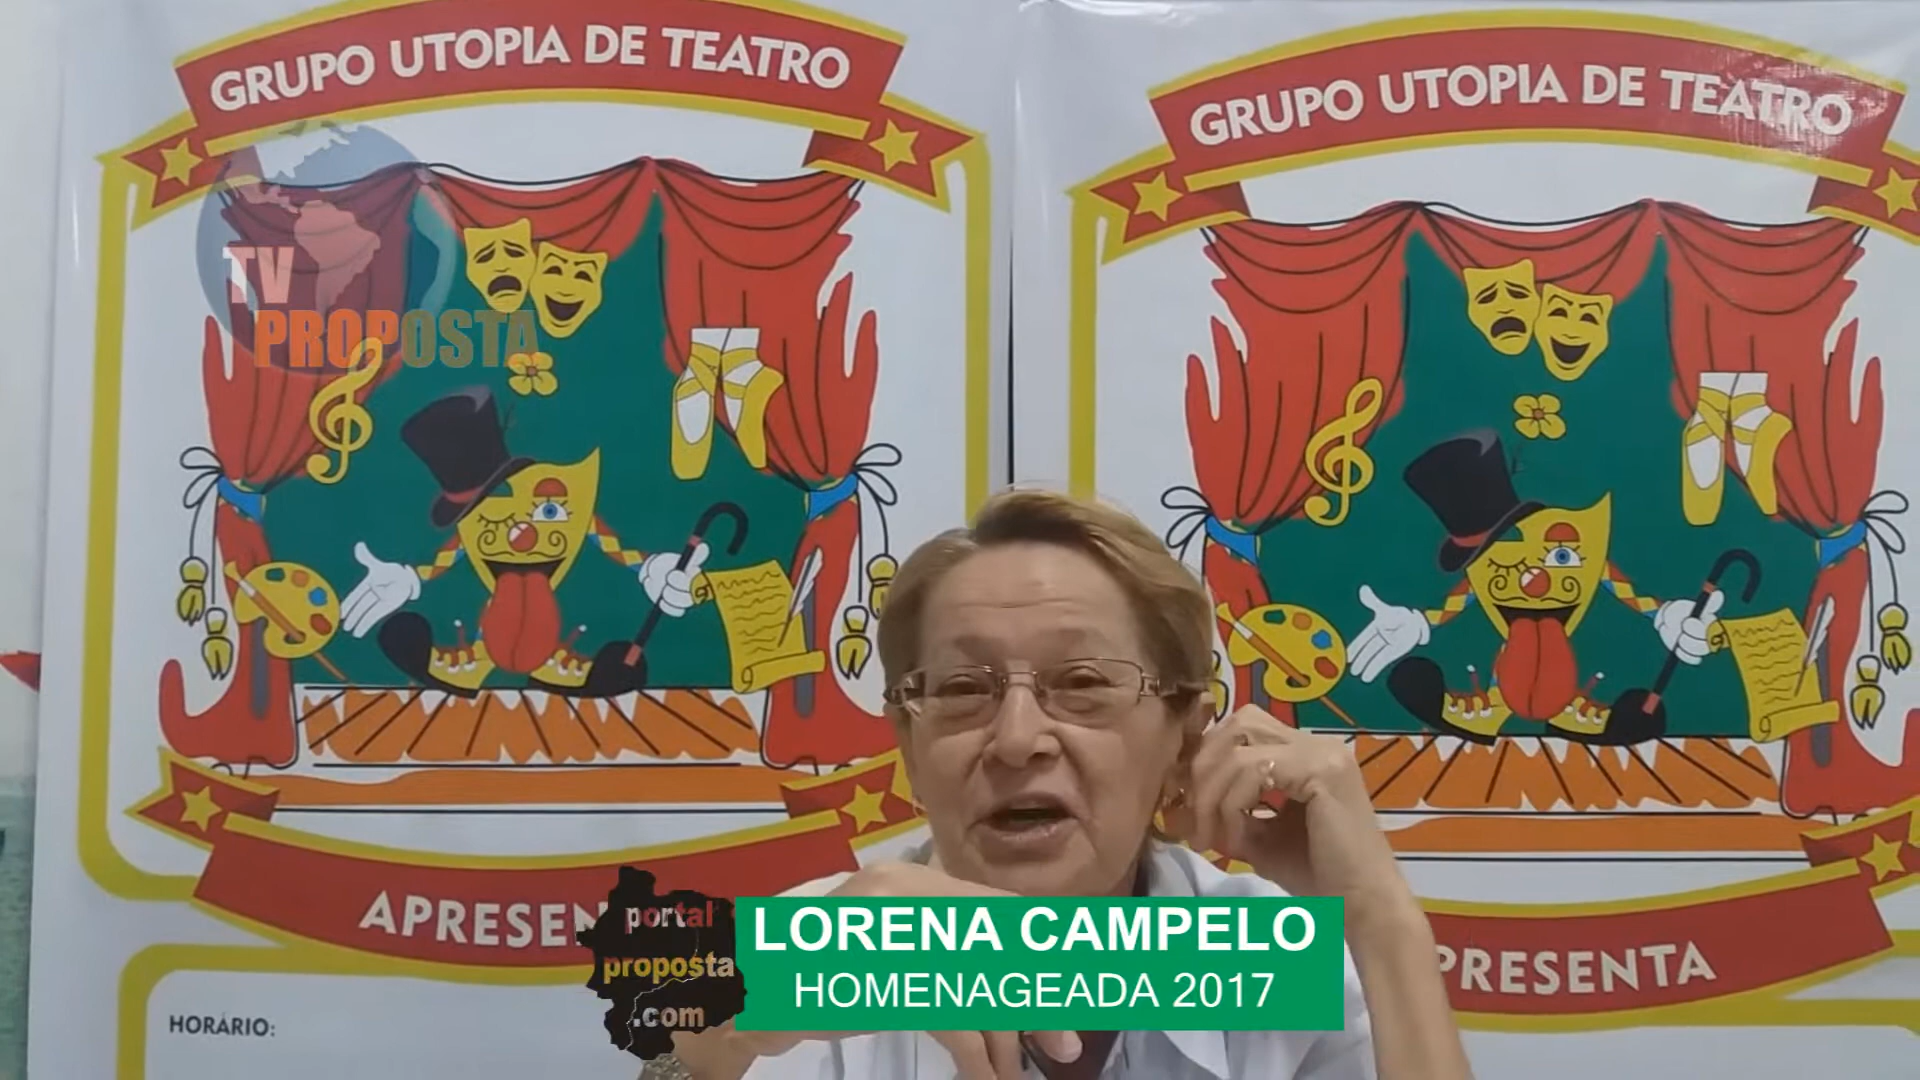 GRUPO UTOPIA DE TEATRO
GRUPO UTOPIA DE TEATRO
TV
PROPOSTA
APRESEN
PRESENTA
portal
proposta
.com
LORENA CAMPELO
HOMENAGEADA 2017
HORÁRIO: